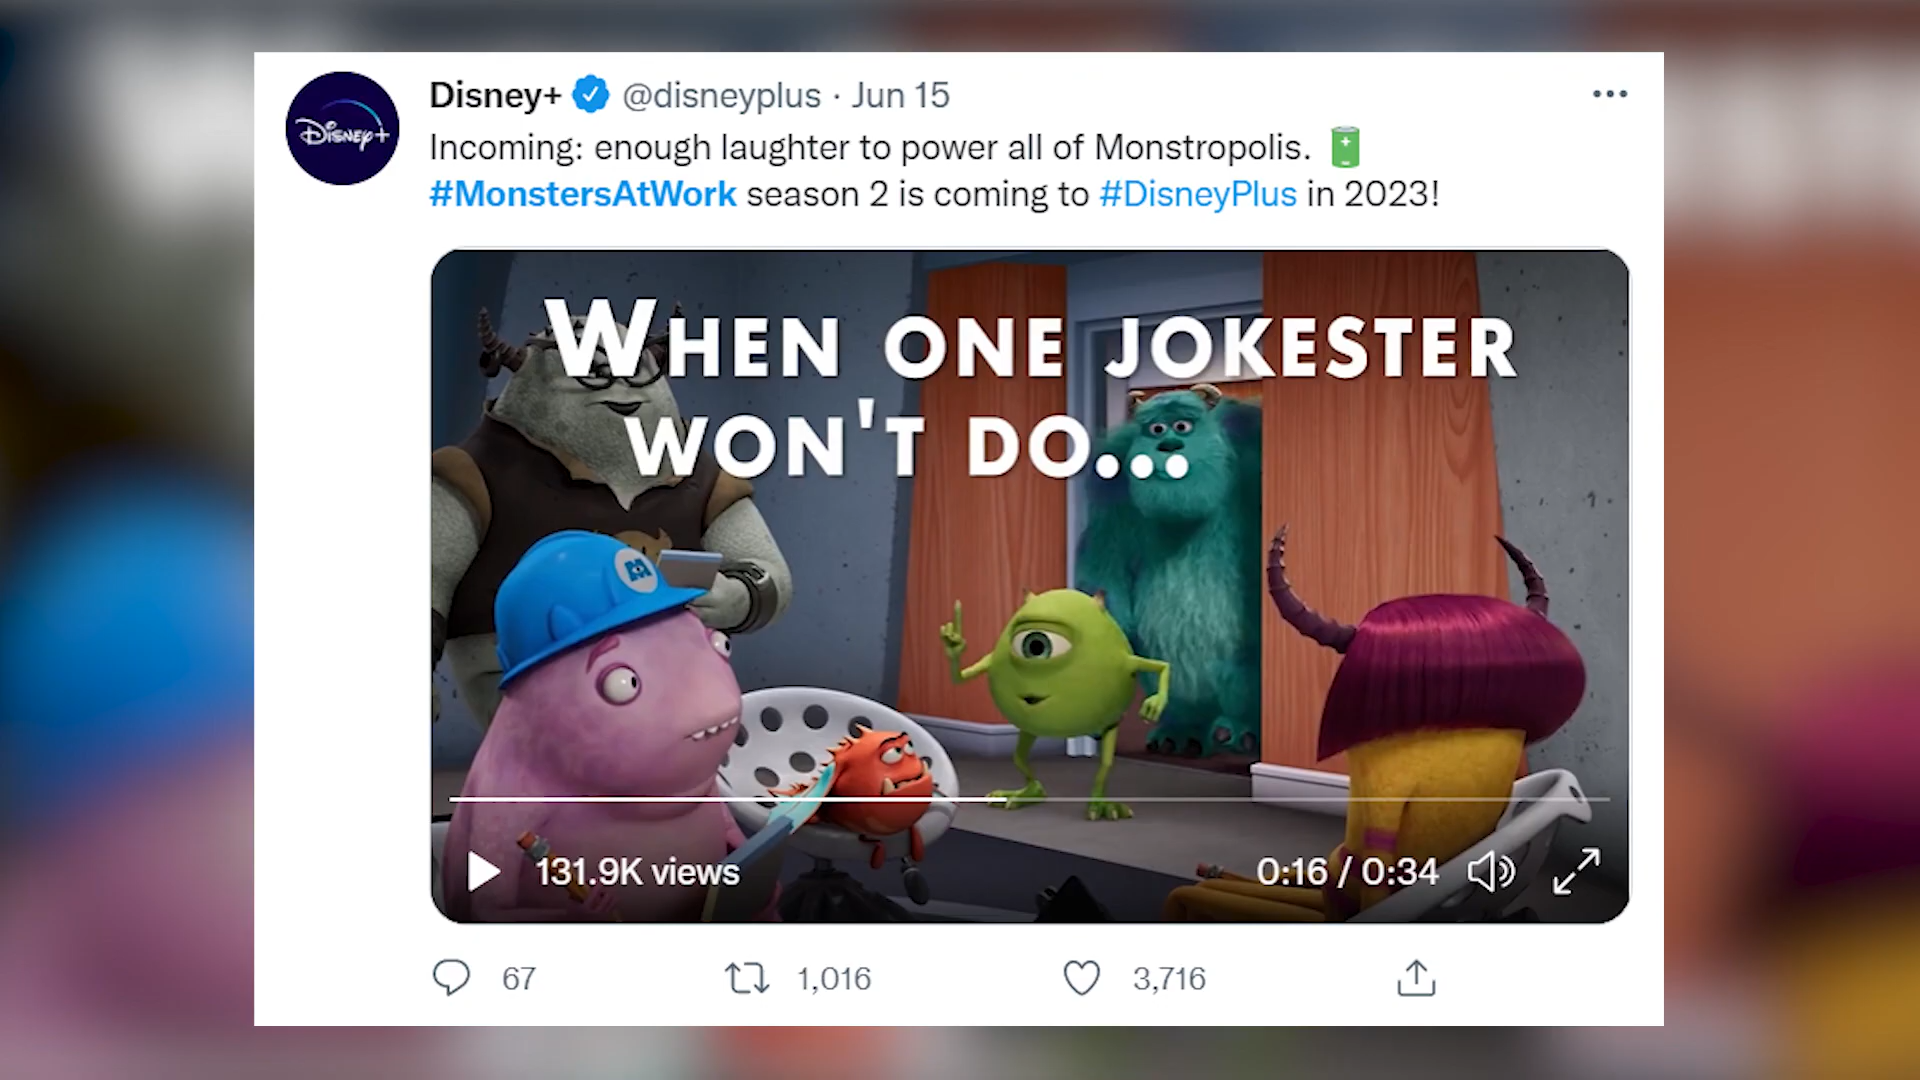 Disney+ @disneyplus · Jun 15
Disney+
Incoming: enough laughter to power all of Monstropolis.
#MonstersAtWork season 2 is coming to #DisneyPlus in 2023!
WHEN ONE JOKESTER
WON'T DO...
M
131.9K views 0:16 / 0:34
67 1,016 3,716